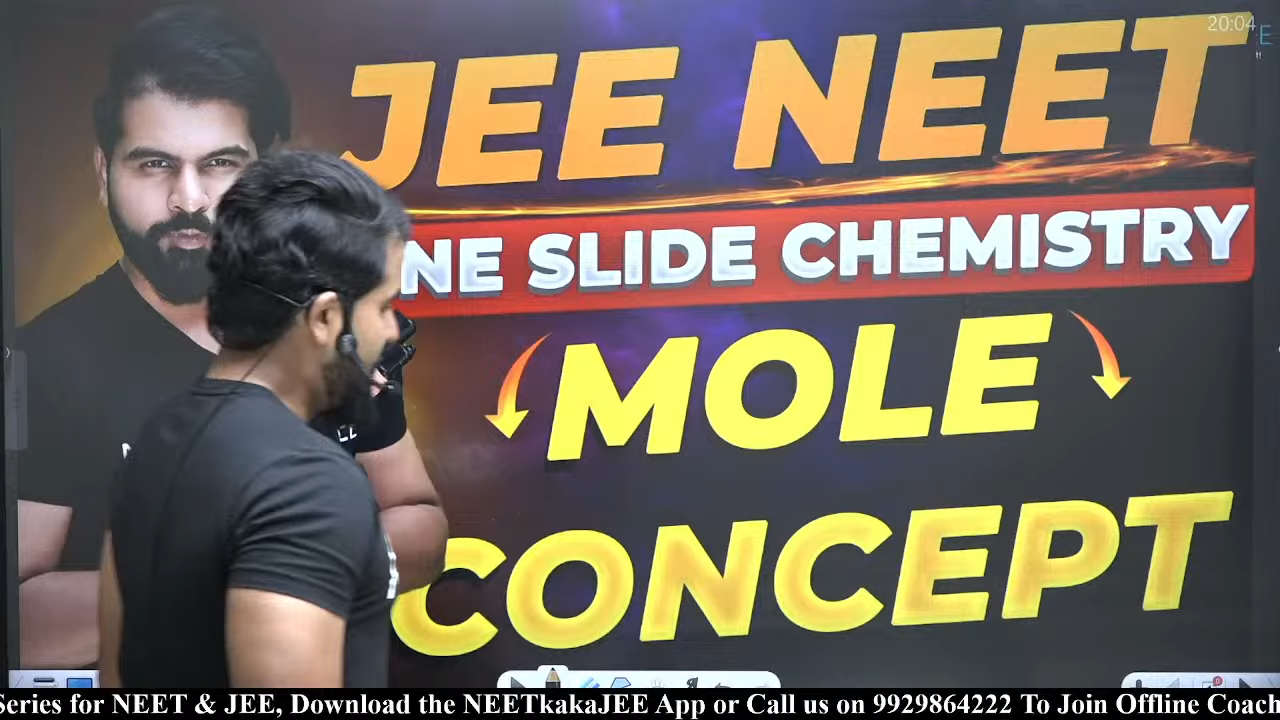 20:04
JEE NEET
E
NE SLIDE CHEMISTRY
MOLE
CONCEPT
Series for NEET & JEE, Download the NEETkakaJEE App or Call us on 9929864222 To Join Offline Coach